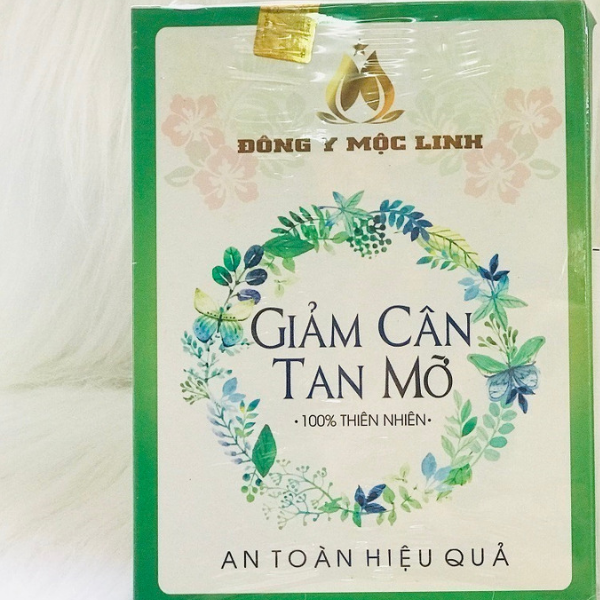 ĐÔNG Y MỘC LINH
GIẢM CÂN
TAN MỠ
• 100% THIÊN NHIÊN •
AN TOÀN HIỆU QUẢ